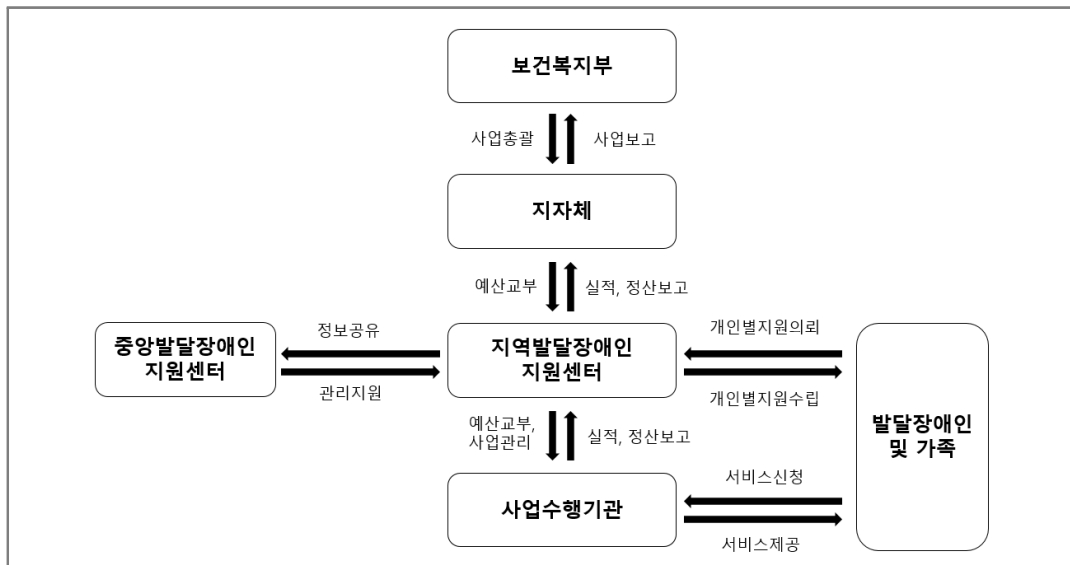 보건복지부
사업총괄
사업보고
지자체
예산교부
실적, 정산보고
정보공유
개인별지원의뢰
중앙발달장애인
지원센터
지역발달장애인
지원센터
관리지원
개인별지원수립
발달장애인
및 가족
예산교부,
사업관리
실적, 정산보고
서비스신청
사업수행기관
서비스제공